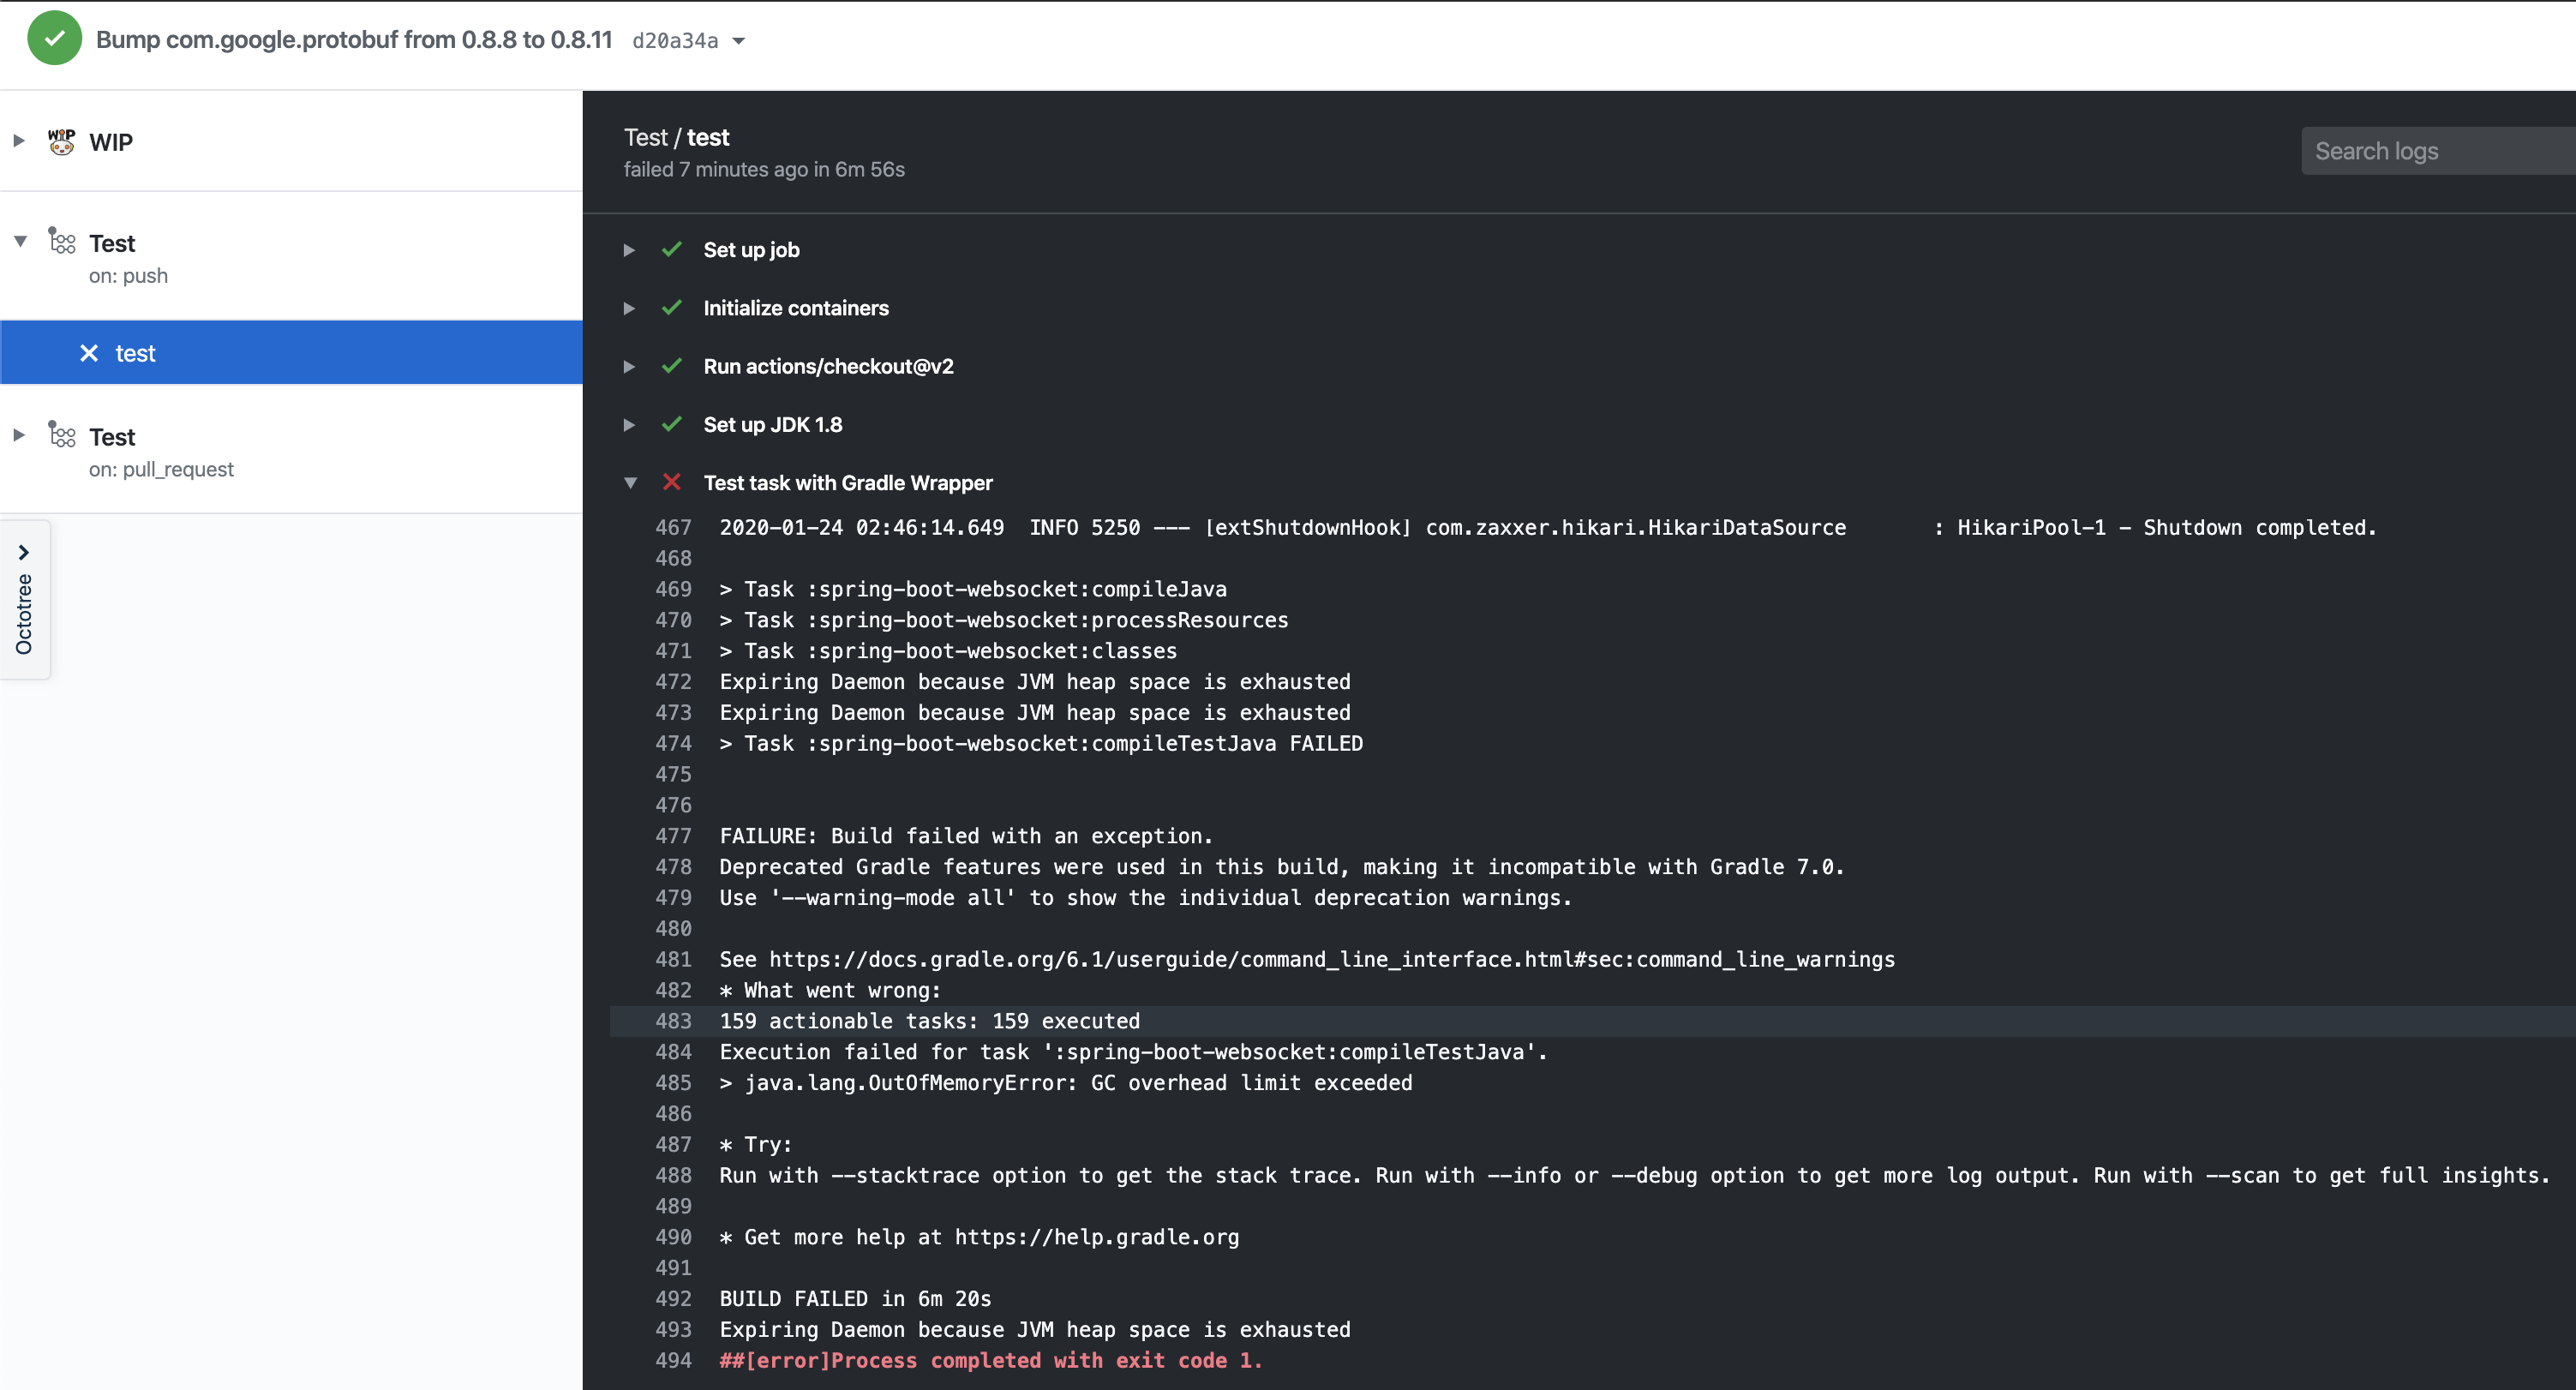 Bump com.google.protobuf from 0.8.8 to 0.8.11 d20a34a
WIP
WIP
Test
on: push
test
Test
on: pull_request
Octotree
Test / test
failed 7 minutes ago in 6m 56s
Search logs
Set up job
Initialize containers
Run actions/checkout@v2
Set up JDK 1.8
Test task with Gradle Wrapper
467 2020-01-24 02:46:14.649  INFO 5250 --- [extShutdownHook] com.zaxxer.hikari.HikariDataSource       : HikariPool-1 - Shutdown completed.
468
469 > Task :spring-boot-websocket:compileJava
470 > Task :spring-boot-websocket:processResources
471 > Task :spring-boot-websocket:classes
472 Expiring Daemon because JVM heap space is exhausted
473 Expiring Daemon because JVM heap space is exhausted
474 > Task :spring-boot-websocket:compileTestJava FAILED
475
476
477 FAILURE: Build failed with an exception.
478 Deprecated Gradle features were used in this build, making it incompatible with Gradle 7.0.
479 Use '--warning-mode all' to show the individual deprecation warnings.
480
481 See https://docs.gradle.org/6.1/userguide/command_line_interface.html#sec:command_line_warnings
482 * What went wrong:
483 159 actionable tasks: 159 executed
484 Execution failed for task ':spring-boot-websocket:compileTestJava'.
485 > java.lang.OutOfMemoryError: GC overhead limit exceeded
486
487 * Try:
488 Run with --stacktrace option to get the stack trace. Run with --info or --debug option to get more log output. Run with --scan to get full insights.
489
490 * Get more help at https://help.gradle.org
491
492 BUILD FAILED in 6m 20s
493 Expiring Daemon because JVM heap space is exhausted
494 ##[error]Process completed with exit code 1.